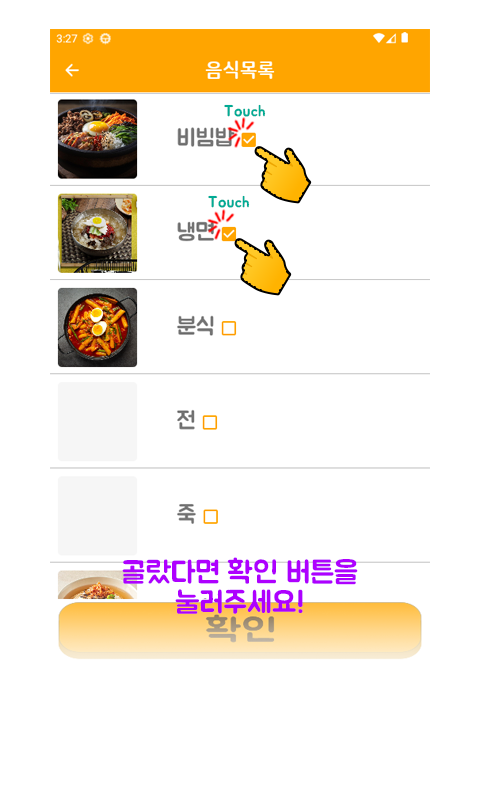 3:27
음식목록
Touch
비빔밥
Touch
냉면
분식
전
죽
골랐다면 확인 버튼을
눌러주세요!
확인